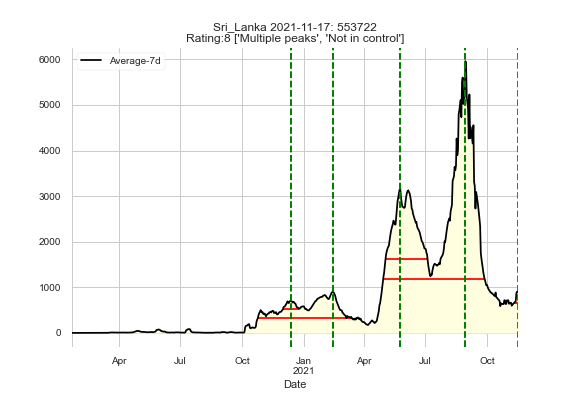 Sri_Lanka 2021-11-17: 553722
Rating:8 ['Multiple peaks', 'Not in control']
Average-7d
6000
5000
4000
3000
2000
1000
0
Apr Jul Oct Jan Apr Jul Oct
2021
Date